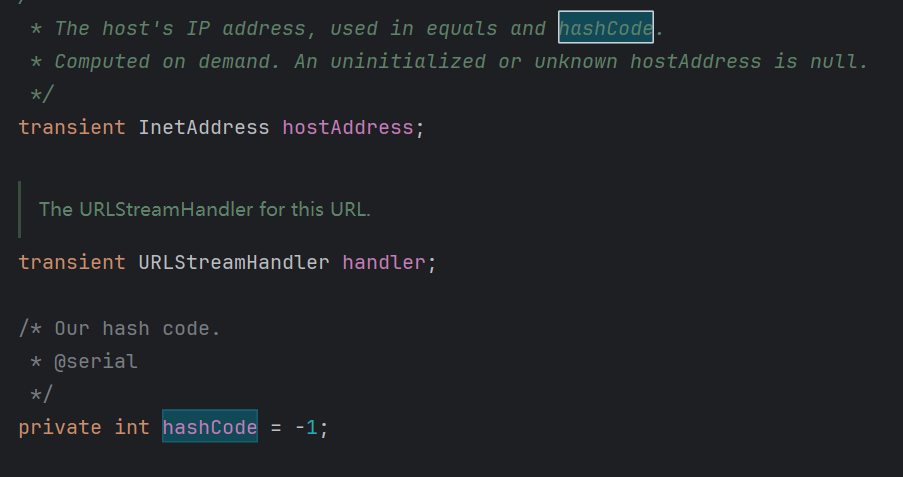 * The host's IP address, used in equals and hashCode.
* Computed on demand. An uninitialized or unknown hostAddress is null.
*/
transient InetAddress hostAddress;
The URLStreamHandler for this URL.
transient URLStreamHandler handler;
/* Our hash code.
* @serial
*/
private int hashCode = -1;